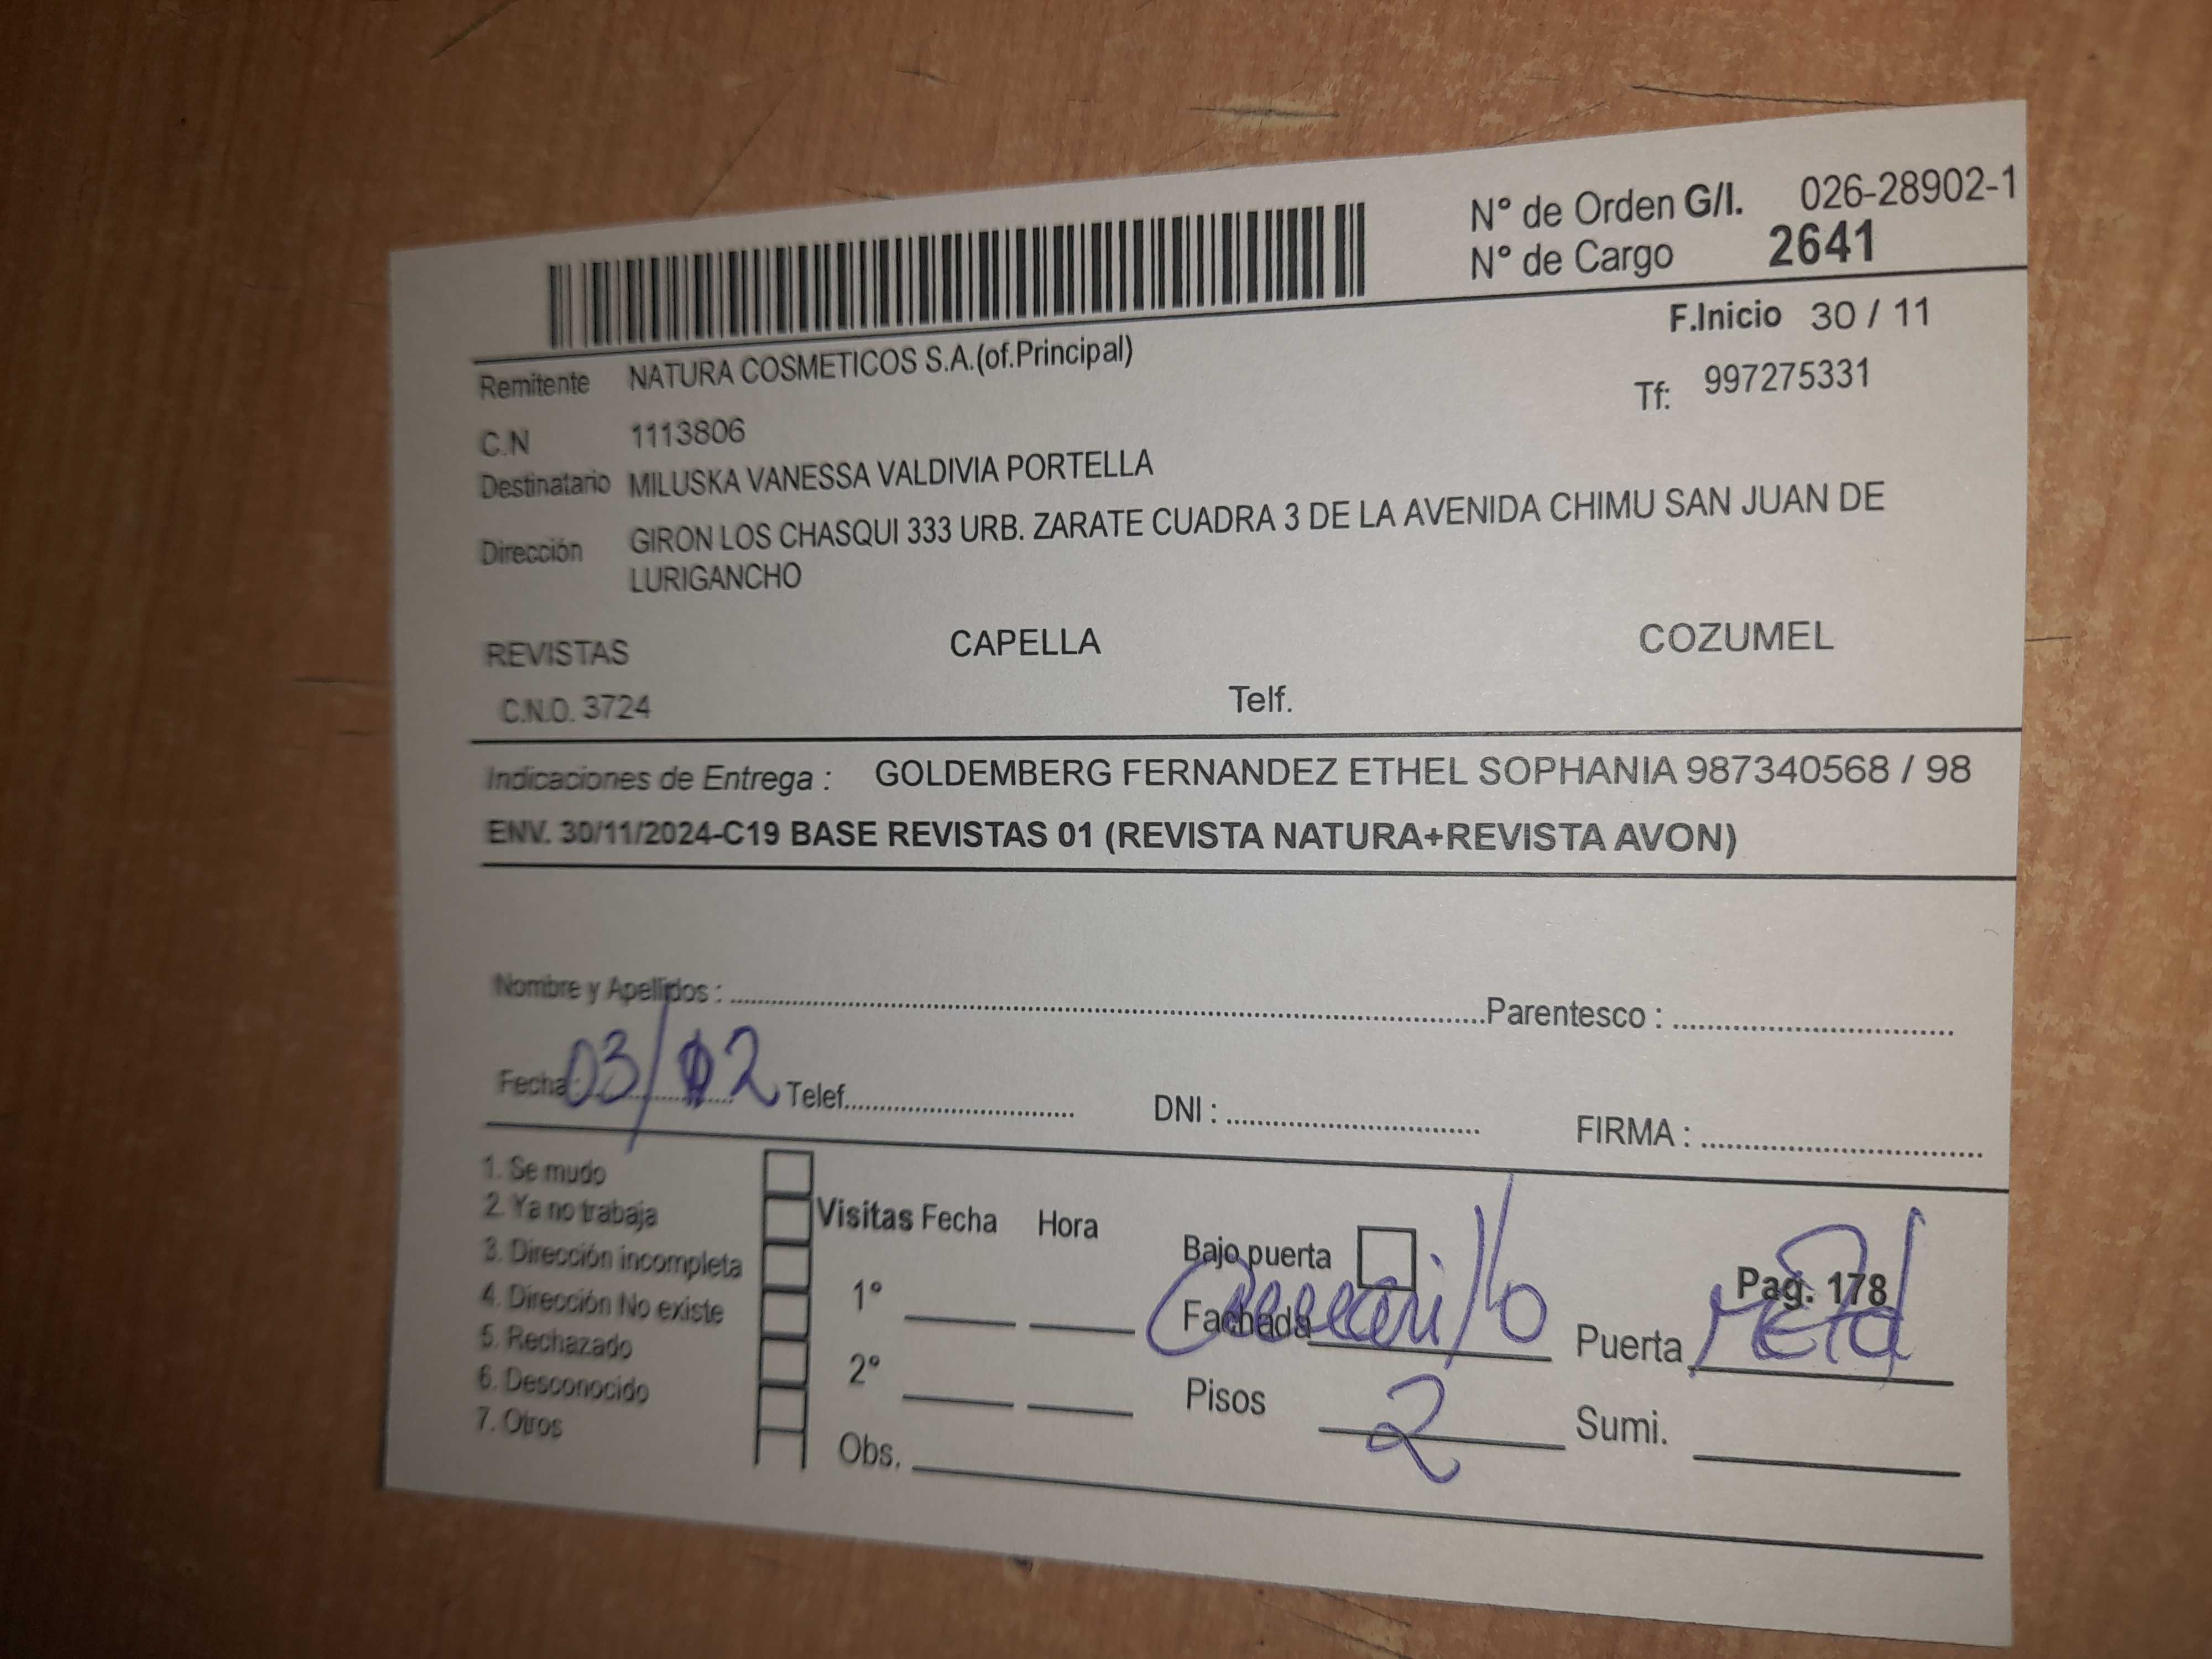 N° de Orden G/I. 026-28902-1
N° de Cargo 2641
F.Inicio 30 / 11
Remitente NATURA COSMETICOS S.A.(of.Principal)
Tf: 997275331
C.N 1113806
Destinatario MILUSKA VANESSA VALDIVIA PORTELLA
Dirección GIRON LOS CHASQUI 333 URB. ZARATE CUADRA 3 DE LA AVENIDA CHIMU SAN JUAN DE
LURIGANCHO
REVISTAS CAPELLA COZUMEL
C.N.O. 3724 Telf.
Indicaciones de Entrega : GOLDEMBERG FERNANDEZ ETHEL SOPHANIA 987340568 / 98
ENV. 30/11/2024-C19 BASE REVISTAS 01 (REVISTA NATURA+REVISTA AVON)
Nombre y Apellidos : Parentesco :
Fecha 03/12 Telef. DNI : FIRMA :
1. Se mudo
2. Ya no trabaja
3. Dirección incompleta
4. Dirección No existe
5. Rechazado
6. Desconocido
7. Otros
Visitas Fecha Hora
1°
2°
Obs.
Bajo puerta
Pag. 178
Fachada
Puerta
Pisos 2 Sumi.